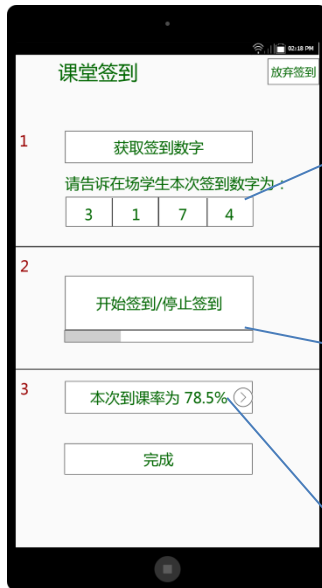 02:18 PM
课堂签到
放弃签到
1
获取签到数字
请告诉在场学生本次签到数字为：
3 1 7 4
2
开始签到/停止签到
3
本次到课率为 78.5%
完成